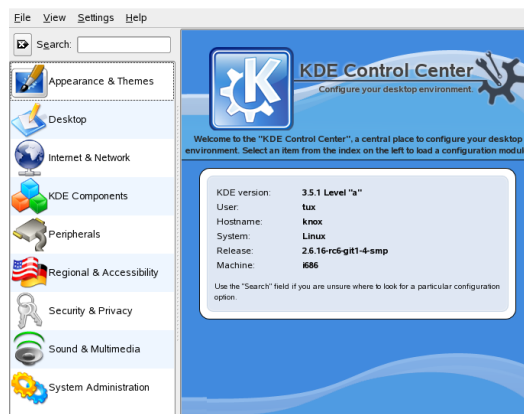 File View Settings Help
Search:
Appearance & Themes
Desktop
Internet & Network
KDE Components
Peripherals
Regional & Accessibility
Security & Privacy
Sound & Multimedia
System Administration
K
KDE Control Center
Configure your desktop environment.
Welcome to the "KDE Control Center", a central place to configure your desktop
environment. Select an item from the index on the left to load a configuration modul
KDE version: 3.5.1 Level "a"
User: tux
Hostname: knox
System: Linux
Release: 2.6.16-rc6-git1-4-smp
Machine: i686
Use the "Search" field if you are unsure where to look for a particular configuration
option.